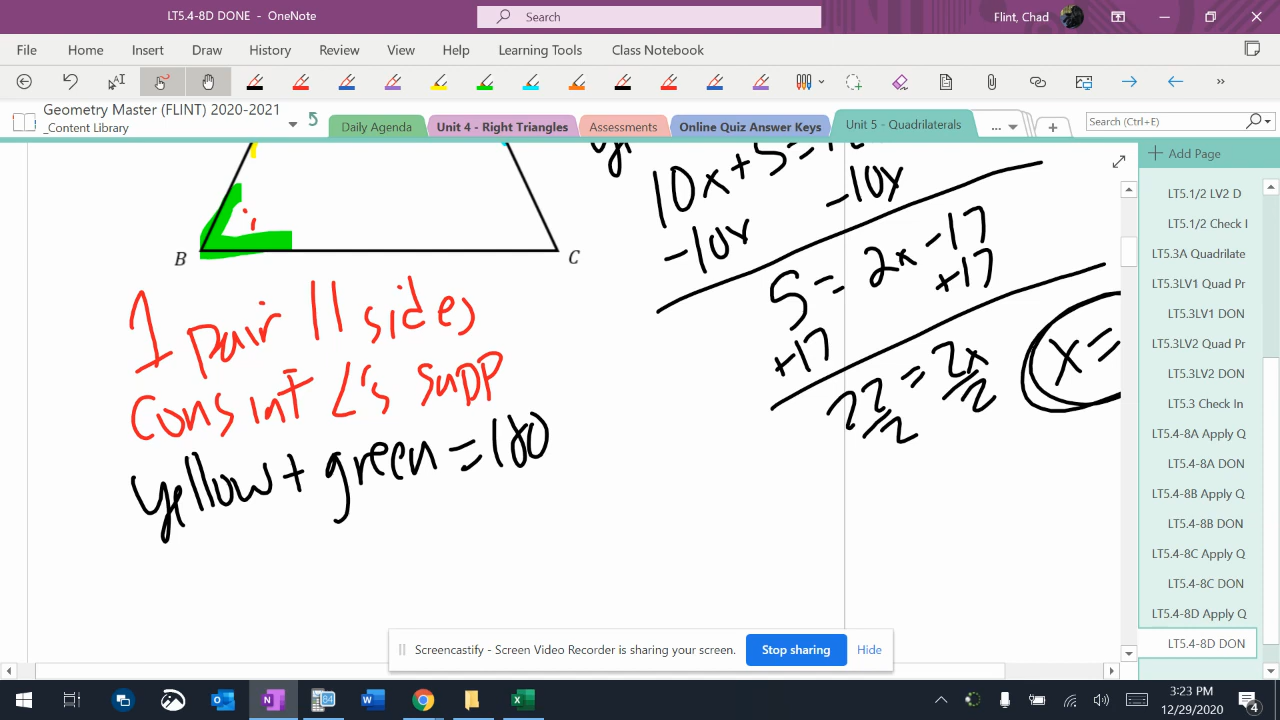 LT5.4-8D DONE - OneNote
Search
Flint, Chad
File Home Insert Draw History Review View Help Learning Tools Class Notebook
Geometry Master (FLINT) 2020-2021
_Content Library
Daily Agenda
Unit 4 - Right Triangles
Assessments
Online Quiz Answer Keys
Unit 5 - Quadrilaterals
...
Search (Ctrl+E)
Add Page
LT5.1/2 LV2 D
LT5.1/2 Check I
LT5.3A Quadrilate
LT5.3LV1 Quad Pr
LT5.3LV1 DON
LT5.3LV2 Quad Pr
LT5.3LV2 DON
LT5.3 Check In
LT5.4-8A Apply Q
LT5.4-8A DON
LT5.4-8B Apply Q
LT5.4-8B DON
LT5.4-8C Apply Q
LT5.4-8C DON
LT5.4-8D Apply Q
LT5.4-8D DON
B C
1 pair || sides
cons int ∠'s supp
yellow + green = 180
10x + 5 =
-10x -10x
5 = 2x - 17
+17 +17
22 = 2x
/2 /2
x =
Screencastify - Screen Video Recorder is sharing your screen.
Stop sharing
Hide
3:23 PM
12/29/2020
4